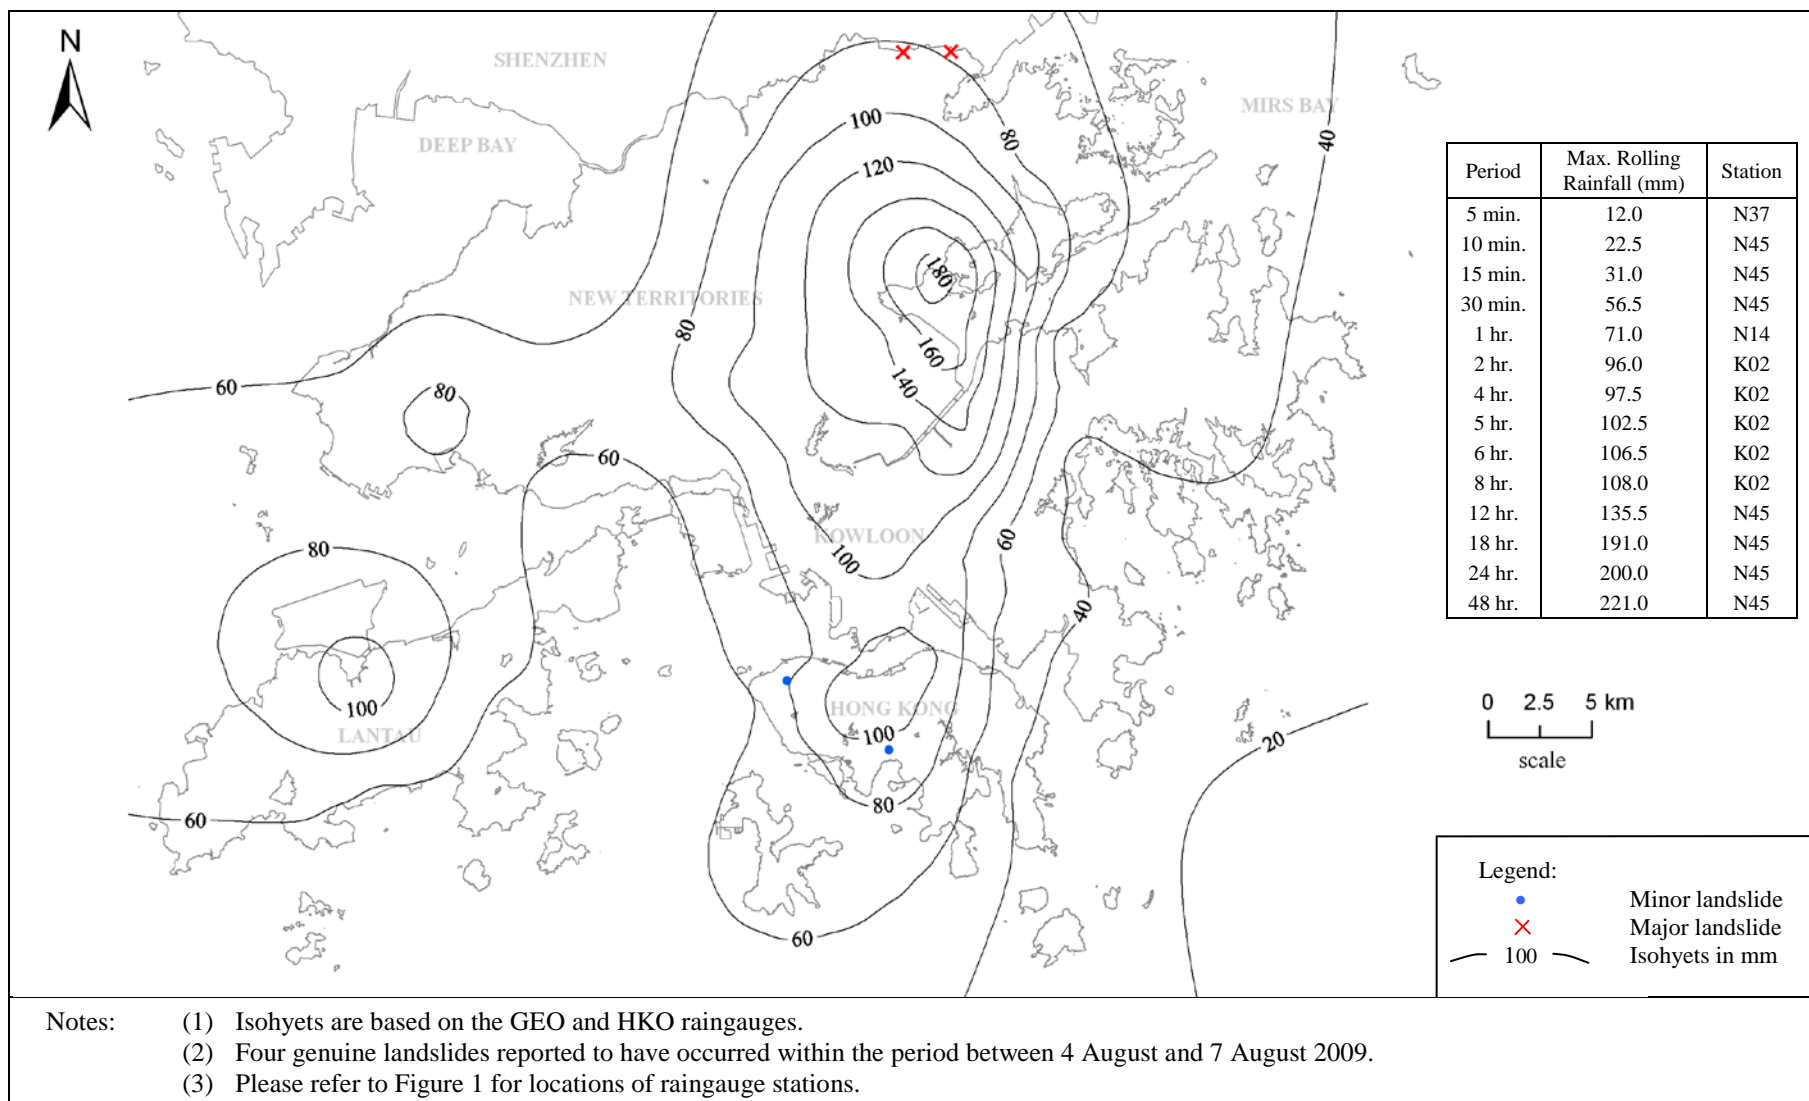 N
SHENZHEN
MIRS BAY
DEEP BAY
100
80
40
120
180
NEW TERRITORIES
80
160
140
60
80
60
KOWLOON
100
60
80
40
100
HONG KONG
100
LANTAU
80
60
60
20
Period Max. Rolling Rainfall (mm) Station
5 min. 12.0 N37
10 min. 22.5 N45
15 min. 31.0 N45
30 min. 56.5 N45
1 hr. 71.0 N14
2 hr. 96.0 K02
4 hr. 97.5 K02
5 hr. 102.5 K02
6 hr. 106.5 K02
8 hr. 108.0 K02
12 hr. 135.5 N45
18 hr. 191.0 N45
24 hr. 200.0 N45
48 hr. 221.0 N45
0 2.5 5 km
scale
Legend:
Minor landslide
Major landslide
100 Isohyets in mm
Notes: (1) Isohyets are based on the GEO and HKO raingauges.
(2) Four genuine landslides reported to have occurred within the period between 4 August and 7 August 2009.
(3) Please refer to Figure 1 for locations of raingauge stations.